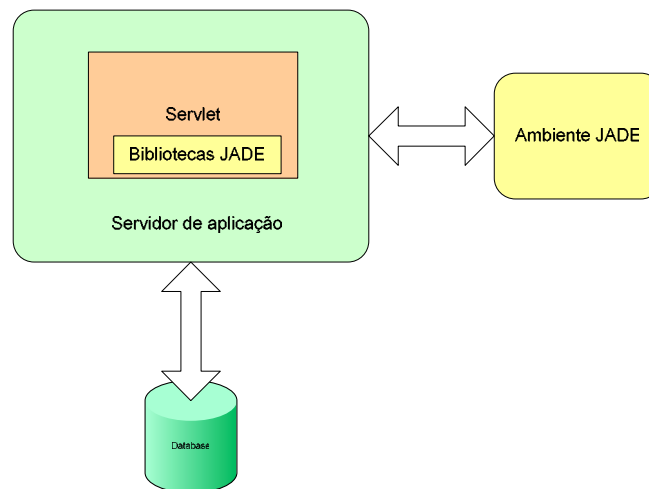 Servlet
Bibliotecas JADE
Servidor de aplicação
Ambiente JADE
Database